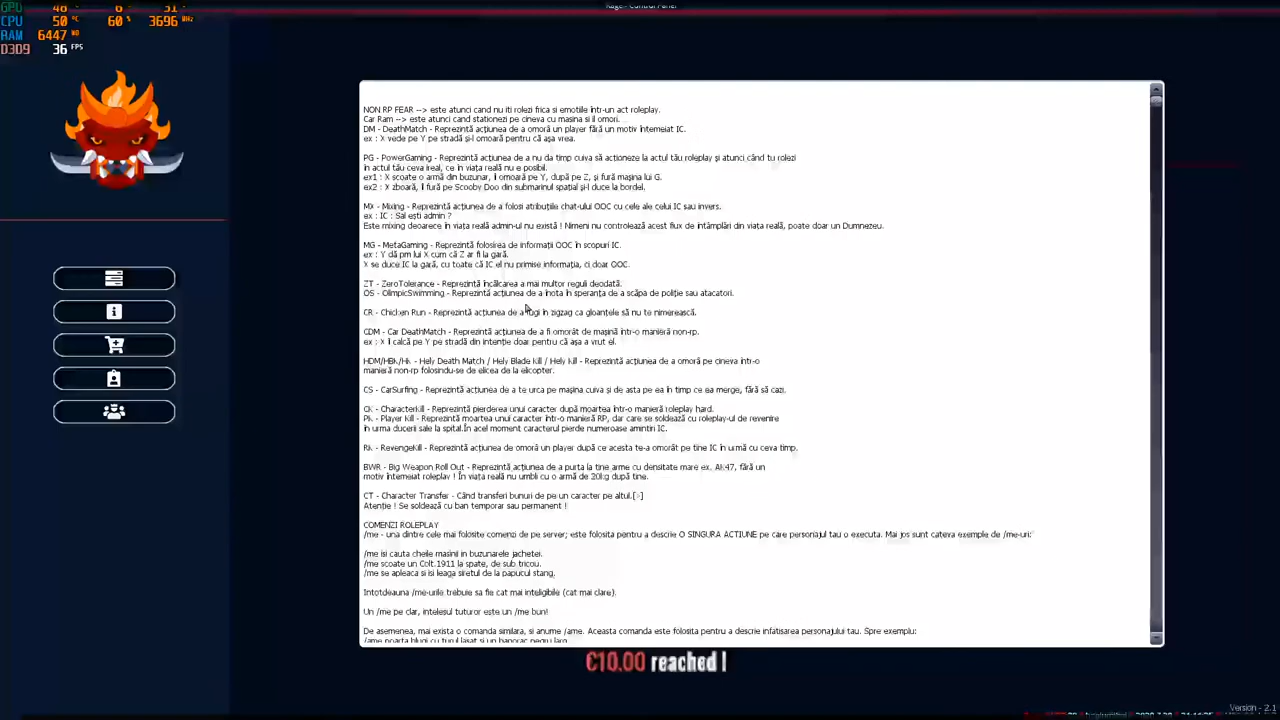 GPU 48 °C 6 % 31 MHz
Rage - Control Panel
CPU 50 °C 60 % 3696 MHz
RAM 6447 MB
D3D9 36 FPS
NON RP FEAR --> este atunci cand nu iti rolezi frica si emotiile intr-un act roleplay.
Car Ram --> este atunci cand stationezi pe cineva cu masina si il omori.
DM - DeathMatch - Reprezintă acțiunea de a omorâ un player fără un motiv întemeiat IC.
ex : X vede pe Y pe stradă și-l omoară pentru că așa vrea.
PG - PowerGaming - Reprezintă acțiunea de a nu da timp cuiva să acționeze la actul tău roleplay și atunci când tu rolezi
în actul tău ceva ireal, ce în viața reală nu e posibil.
ex1 : X scoate o armă din buzunar, îl omoară pe Y, după pe Z, și fură mașina lui G.
ex2 : X zboară, îl fură pe Scooby Doo din submarinul spațial și-l duce la bordel.
MX - Mixing - Reprezintă acțiunea de a folosi atribuțiile chat-ului OOC cu cele ale celui IC sau invers.
ex : IC : Sal ești admin ?
Este mixing deoarece în viața reală admin-ul nu există ! Nimeni nu controlează acest flux de întâmplări din viața reală, poate doar un Dumnezeu.
MG - MetaGaming - Reprezintă folosirea de informații OOC în scopuri IC.
ex : Y dă pm lui X cum că Z ar fi la gară.
X se duce IC la gară, cu toate că IC el nu primise informația, ci doar OOC.
ZT - ZeroTolerance - Reprezintă încălcarea a mai multor reguli deodată.
OS - OlimpicSwimming - Reprezintă acțiunea de a înota în speranța de a scăpa de poliție sau atacatori.
CR - Chicken Run - Reprezintă acțiunea de a fugi în zigzag ca gloanțele să nu te nimerească.
CDM - Car DeathMatch - Reprezintă acțiunea de a fi omorât de mașină într-o manieră non-rp.
ex : X îl calcă pe Y pe stradă din intenție doar pentru că așa a vrut el.
HDM/HBK/HK - Hely Death Match / Hely Blade Kill / Hely Kill - Reprezintă acțiunea de a omorâ pe cineva într-o
manieră non-rp folosindu-se de elicea de la elicopter.
CS - CarSurfing - Reprezintă acțiunea de a te urca pe mașina cuiva și de asta pe ea în timp ce ea merge, fără să cazi.
CK - CharacterKill - Reprezintă pierderea unui caracter după moartea într-o manieră roleplay hard.
PK - Player Kill - Reprezintă moartea unui caracter într-o manieră RP, dar care se soldează cu roleplay-ul de revenire
în urma ducerii sale la spital.În acel moment caracterul pierde numeroase amintiri IC.
RK - RevengeKill - Reprezintă acțiunea de omorâ un player după ce acesta te-a omorât pe tine IC în urmă cu ceva timp.
BWR - Big Weapon Roll Out - Reprezintă acțiunea de a purta la tine arme cu densitate mare ex. AK47, fără un
motiv întemeiat roleplay ! În viața reală nu umbli cu o armă de 20kg după tine.
CT - Character Transfer - Când transferi bunuri de pe un caracter pe altul.[>]
Atenție ! Se soldează cu ban temporar sau permanent !
COMENZI ROLEPLAY
/me - una dintre cele mai folosite comenzi de pe server; este folosita pentru a descrie O SINGURA ACTIUNE pe care personajul tau o executa. Mai jos sunt cateva exemple de /me-uri:
/me isi cauta cheile masinii in buzunarele jachetei.
/me scoate un Colt.1911 la spate, de sub tricou.
/me se apleaca si isi leaga siretul de la papucul stang.
Intotdeauna /me-urile trebuie sa fie cat mai inteligibile (cat mai clare).
Un /me pe clar, intelesul tuturor este un /me bun!
De asemenea, mai exista o comanda similara, si anume /ame. Aceasta comanda este folosita pentru a descrie infatisarea personajului tau. Spre exemplu:
/ame poarta blugi cu turul lasat si un hanorac negru larg
€10.00 reached !
Version - 2.1